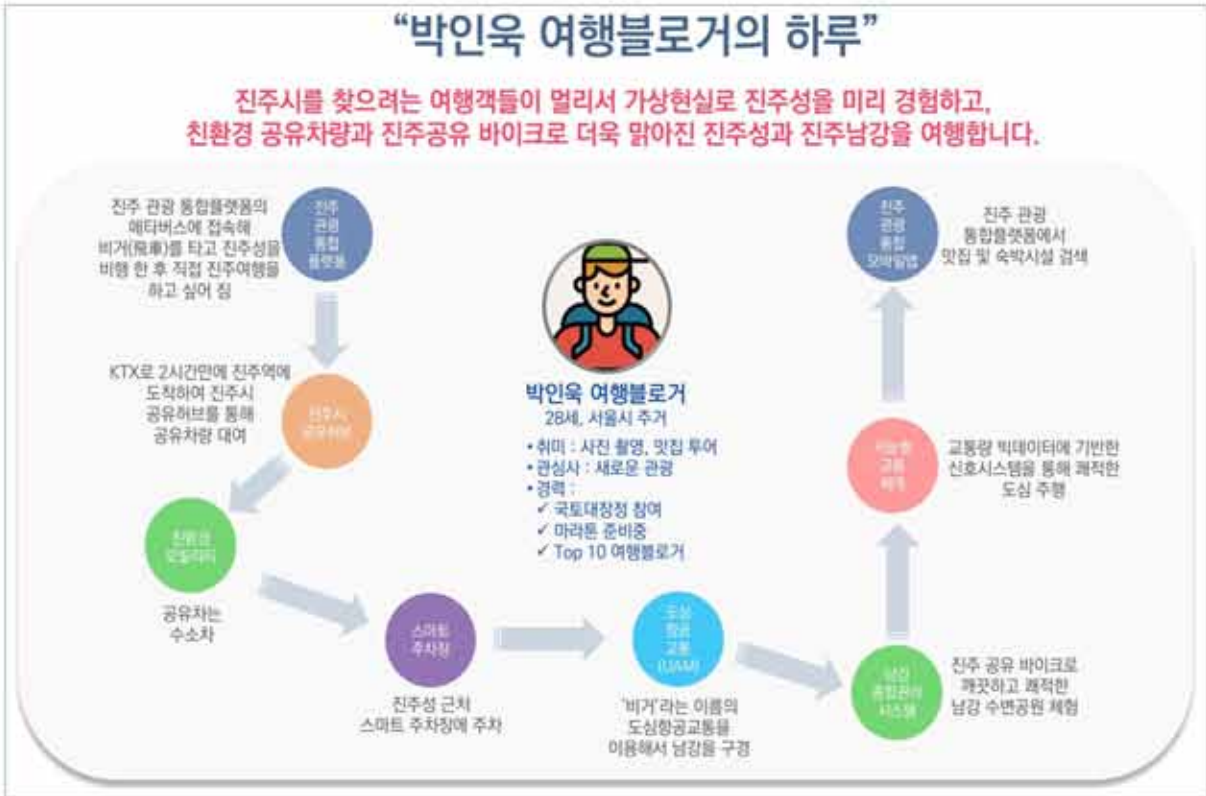 “박인욱 여행블로거의 하루”
진주시를 찾으려는 여행객들이 멀리서 가상현실로 진주성을 미리 경험하고,
친환경 공유차량과 진주공유 바이크로 더욱 맑아진 진주성과 진주남강을 여행합니다.
진주 관광 통합플랫폼의
메타버스에 접속해
비거(飛車)를 타고 진주성을
비행 한 후 직접 진주여행을
하고 싶어 짐
진주
관광
통합
플랫폼
KTX로 2시간만에 진주역에
도착하여 진주시
공유허브를 통해
공유차량 대여
진주시
공유허브
친환경
모빌리티
공유차는
수소차
스마트
주차장
진주성 근처
스마트 주차장에 주차
도심
항공
교통
(UAM)
'비거'라는 이름의
도심항공교통을
이용해서 남강을 구경
남강
종합관리
시스템
진주 공유 바이크로
깨끗하고 쾌적한
남강 수변공원 체험
지능형
교통
체계
교통량 빅데이터에 기반한
신호시스템을 통해 쾌적한
도심 주행
진주
관광
통합
모바일앱
진주 관광
통합플랫폼에서
맛집 및 숙박시설 검색
박인욱 여행블로거
28세, 서울시 주거
• 취미 : 사진 촬영, 맛집 투어
• 관심사 : 새로운 관광
• 경력 :
✓ 국토대장정 참여
✓ 마라톤 준비중
✓ Top 10 여행블로거